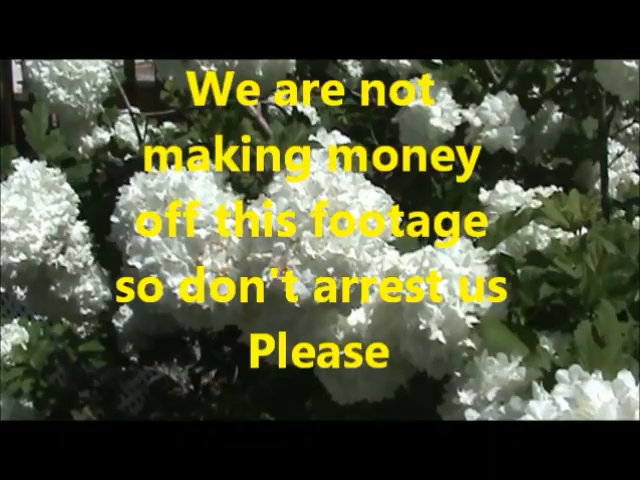 We are not
making money
off this footage
so don't arrest us
Please